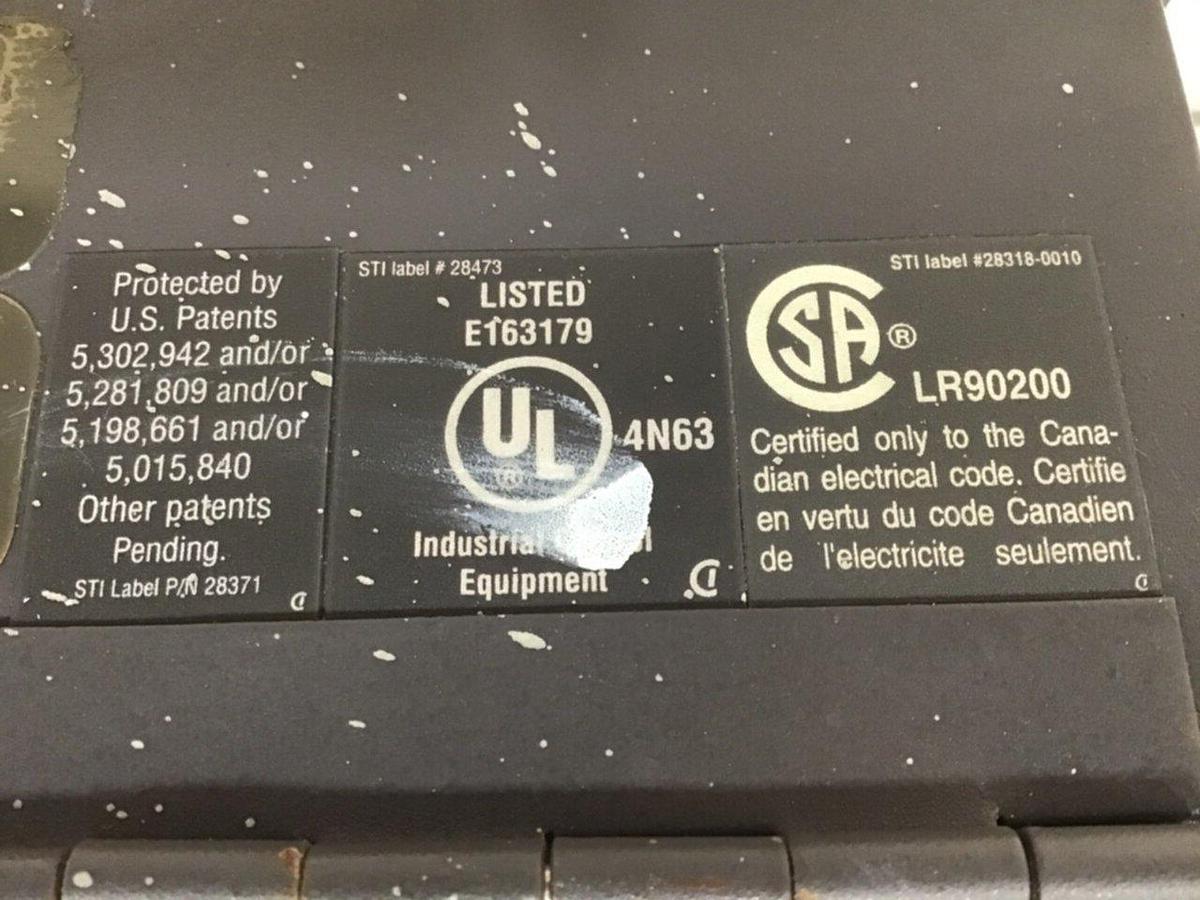 Protected by
U.S. Patents
5,302,942 and/or
5,281,809 and/or
5,198,661 and/or
5,015,840
Other patents
Pending.
STI Label P/N 28371
STI label # 28473
LISTED
E163179
UL
4N63
Industrial
Equipment
STI label #28318-0010
CSA ®
LR90200
Certified only to the Cana-
dian electrical code. Certifie
en vertu du code Canadien
de l'electricite seulement.